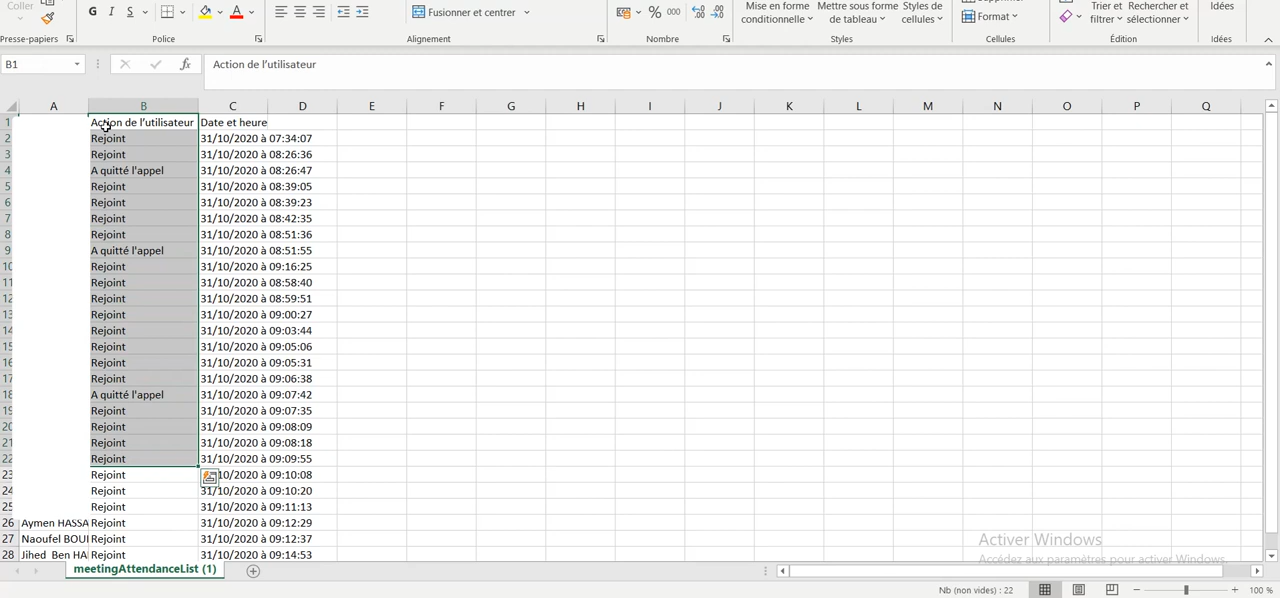 Coller
G I S A
Fusionner et centrer
% 000
Mise en forme conditionnelle
Mettre sous forme de tableau
Styles de cellules
Format
Trier et filtrer
Rechercher et sélectionner
Idées
Presse-papiers Police Alignement Nombre Styles Cellules Édition Idées
B1 fx Action de l'utilisateur
A B C D E F G H I J K L M N O P Q
1 Action de l'utilisateur Date et heure
2 Rejoint 31/10/2020 à 07:34:07
3 Rejoint 31/10/2020 à 08:26:36
4 A quitté l'appel 31/10/2020 à 08:26:47
5 Rejoint 31/10/2020 à 08:39:05
6 Rejoint 31/10/2020 à 08:39:23
7 Rejoint 31/10/2020 à 08:42:35
8 Rejoint 31/10/2020 à 08:51:36
9 A quitté l'appel 31/10/2020 à 08:51:55
10 Rejoint 31/10/2020 à 09:16:25
11 Rejoint 31/10/2020 à 08:58:40
12 Rejoint 31/10/2020 à 08:59:51
13 Rejoint 31/10/2020 à 09:00:27
14 Rejoint 31/10/2020 à 09:03:44
15 Rejoint 31/10/2020 à 09:05:06
16 Rejoint 31/10/2020 à 09:05:31
17 Rejoint 31/10/2020 à 09:06:38
18 A quitté l'appel 31/10/2020 à 09:07:42
19 Rejoint 31/10/2020 à 09:07:35
20 Rejoint 31/10/2020 à 09:08:09
21 Rejoint 31/10/2020 à 09:08:18
22 Rejoint 31/10/2020 à 09:09:55
23 Rejoint 10/2020 à 09:10:08
24 Rejoint 31/10/2020 à 09:10:20
25 Rejoint 31/10/2020 à 09:11:13
26 Aymen HASSA Rejoint 31/10/2020 à 09:12:29
27 Naoufel BOUI Rejoint 31/10/2020 à 09:12:37
28 Jihed Ben HA Rejoint 31/10/2020 à 09:14:53
Activer Windows
Accédez aux paramètres pour activer Windows.
meetingAttendanceList (1)
Nb (non vides) : 22 100 %